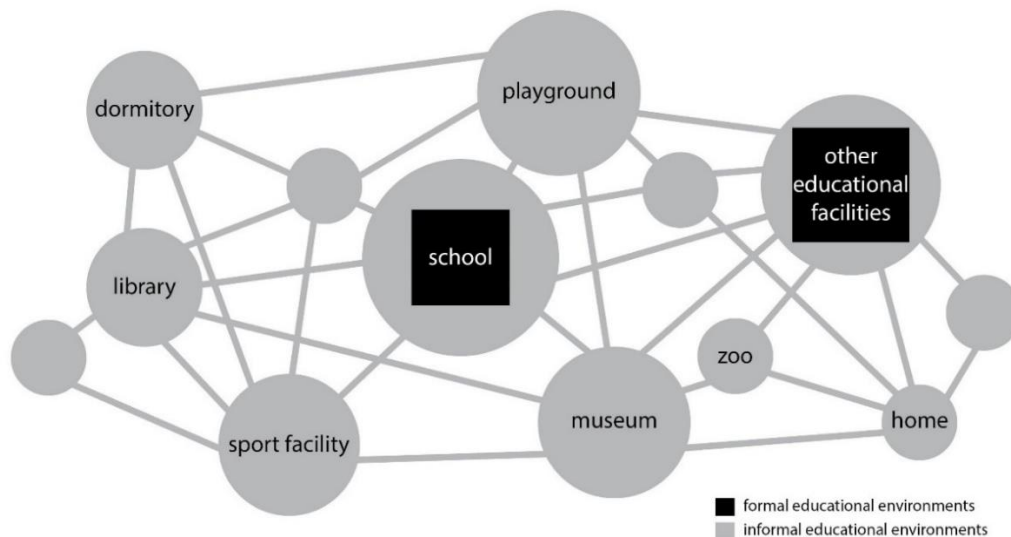 playground
dormitory
other
educational
facilities
school
library
zoo
museum
home
sport facility
formal educational environments
informal educational environments